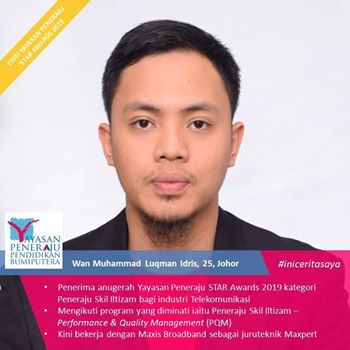 EDISI YAYASAN PENERAJU
STAR AWARDS 2019
YAYASAN
PENERAJU
PENDIDIKAN
BUMIPUTERA
Wan Muhammad Luqman Idris, 25, Johor
#iniceritasaya
• Penerima anugerah Yayasan Peneraju STAR Awards 2019 kategori
Peneraju Skil Iltizam bagi industri Telekomunikasi
• Mengikuti program yang diminati iaitu Peneraju Skil Iltizam –
Performance & Quality Management (PQM)
• Kini bekerja dengan Maxis Broadband sebagai juruteknik Maxpert